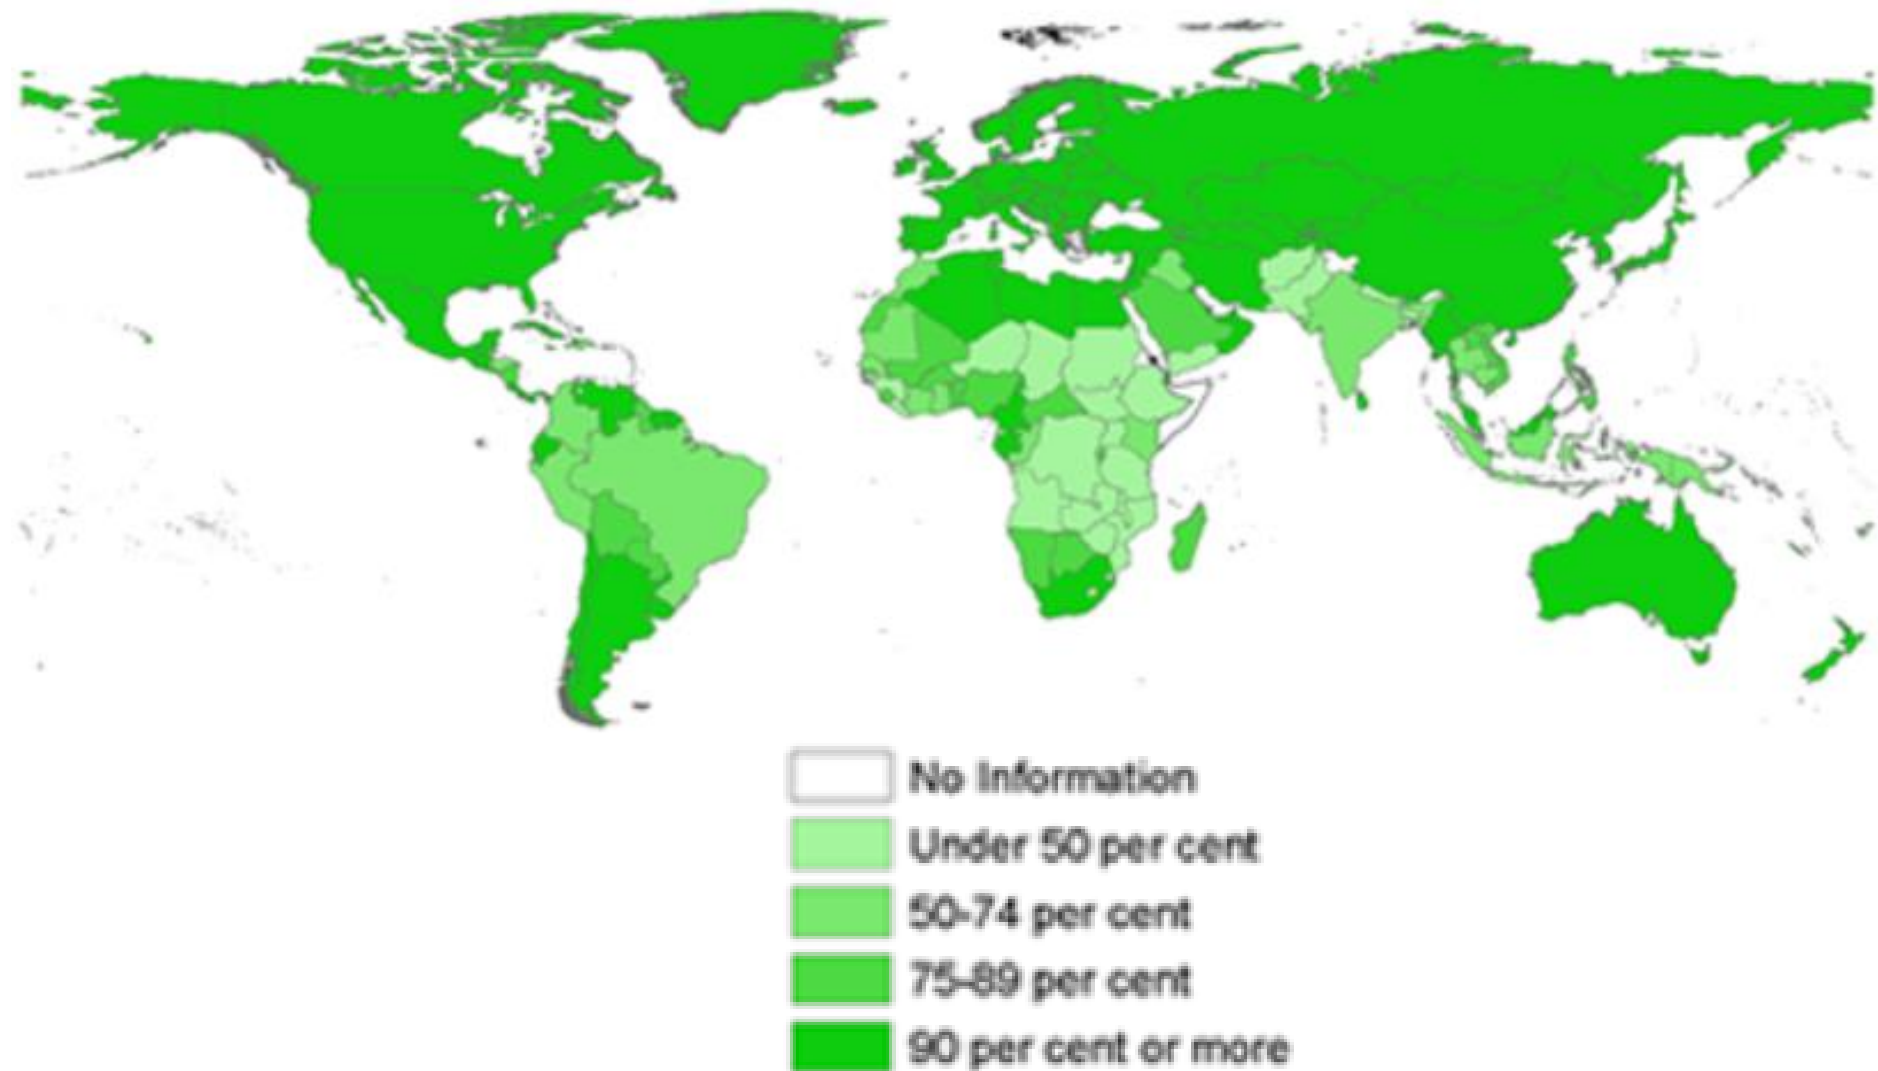 No Information
Under 50 per cent
50-74 per cent
75-89 per cent
90 per cent or more